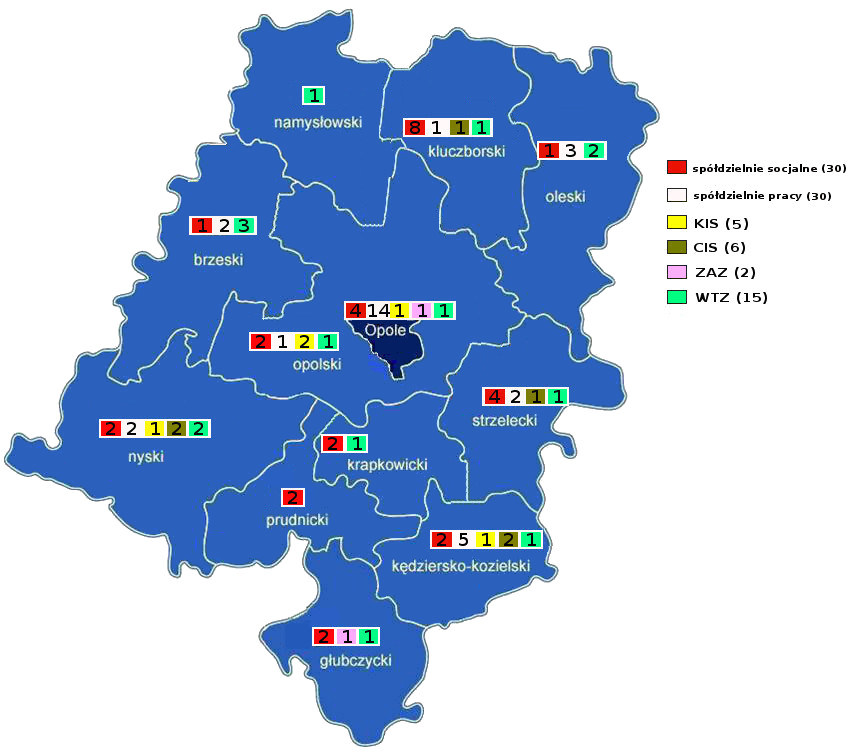 1
namysłowski
8 1 1 1
kluczborski
1 3 2
oleski
spółdzielnie socjalne (30)
spółdzielnie pracy (30)
KIS (5)
CIS (6)
ZAZ (2)
WTZ (15)
1 2 3
brzeski
4 14 1 1 1
Opole
2 1 2 1
opolski
4 2 1 1
strzelecki
2 2 1 2 2
nyski
2 1
krapkowicki
2
prudnicki
2 5 1 2 1
kędziersko-kozielski
2 1 1
głubczycki